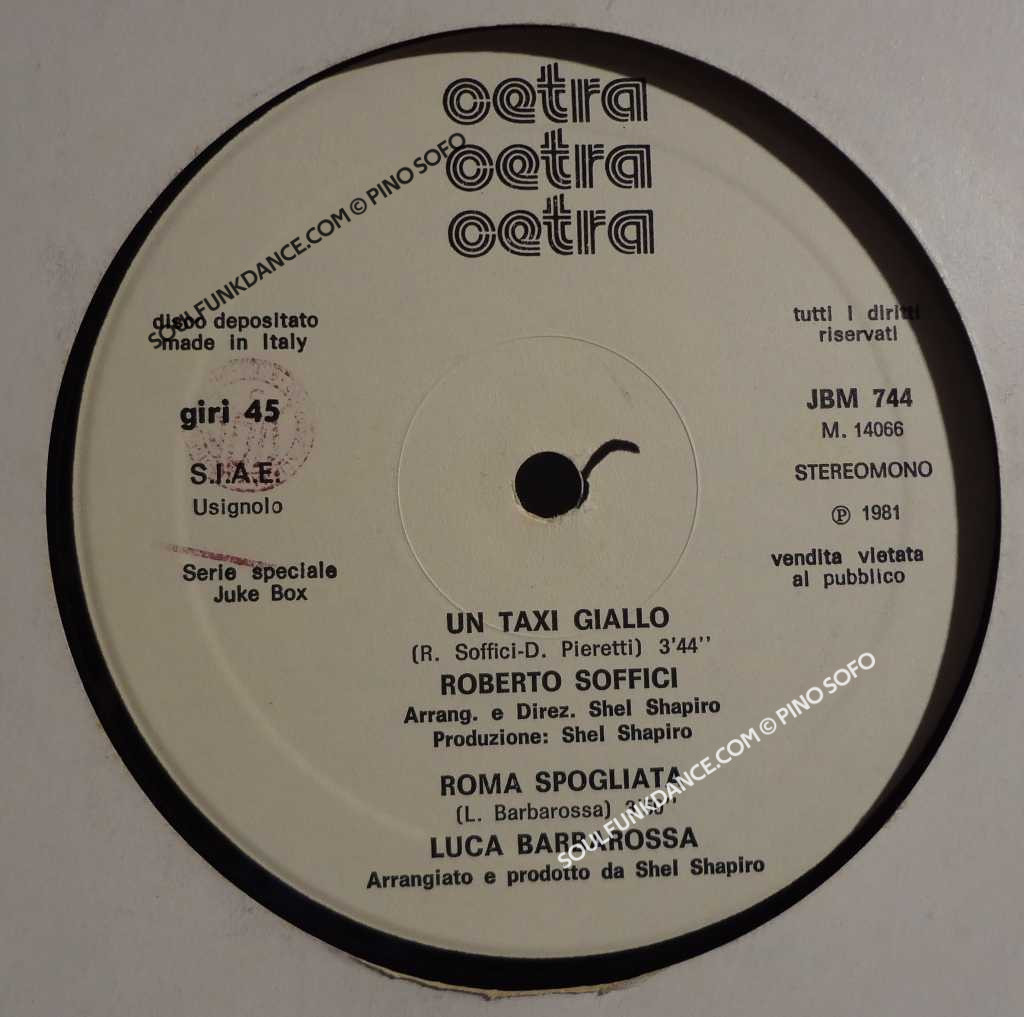 cetra
cetra
cetra
disco depositato
made in Italy
giri 45
S.I.A.E.
Usignolo
Serie speciale
Juke Box
tutti i diritti
riservati
JBM 744
M. 14066
STEREOMONO
Ⓟ 1981
vendita vietata
al pubblico
UN TAXI GIALLO
(R. Soffici-D. Pieretti) 3'44''
ROBERTO SOFFICI
Arrang. e Direz. Shel Shapiro
Produzione: Shel Shapiro
ROMA SPOGLIATA
(L. Barbarossa)
LUCA BARBAROSSA
Arrangiato e prodotto da Shel Shapiro
SOULFUNKDANCE.COM © PINO SOFO
SOULFUNKDANCE.COM © PINO SOFO